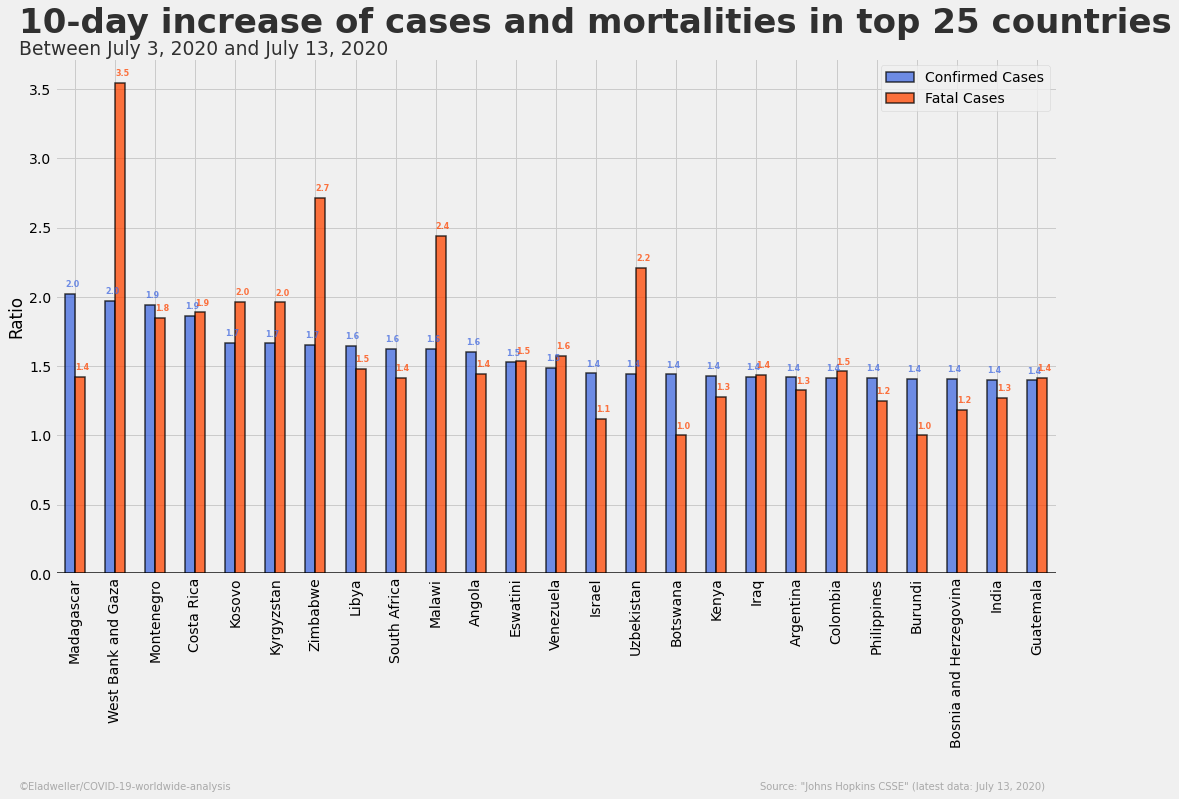 10-day increase of cases and mortalities in top 25 countries
Between July 3, 2020 and July 13, 2020
Confirmed Cases
Fatal Cases
Ratio
3.5
3.0
2.5
2.0
1.5
1.0
0.5
0.0
2.0 1.4
3.5
1.9 1.8
1.9 1.9
2.0
2.0
2.7
1.6 1.5
1.6 1.4
2.4
1.6 1.4
1.5 1.5
1.6
1.4 1.1
2.2
1.4 1.0
1.4 1.3
1.4 1.4
1.4 1.3
1.4 1.5
1.4 1.2
1.4 1.0
1.4 1.2
1.4 1.3
1.4 1.4
Madagascar
West Bank and Gaza
Montenegro
Costa Rica
Kosovo
Kyrgyzstan
Zimbabwe
Libya
South Africa
Malawi
Angola
Eswatini
Venezuela
Israel
Uzbekistan
Botswana
Kenya
Iraq
Argentina
Colombia
Philippines
Burundi
Bosnia and Herzegovina
India
Guatemala
©Eladweller/COVID-19-worldwide-analysis
Source: "Johns Hopkins CSSE" (latest data: July 13, 2020)